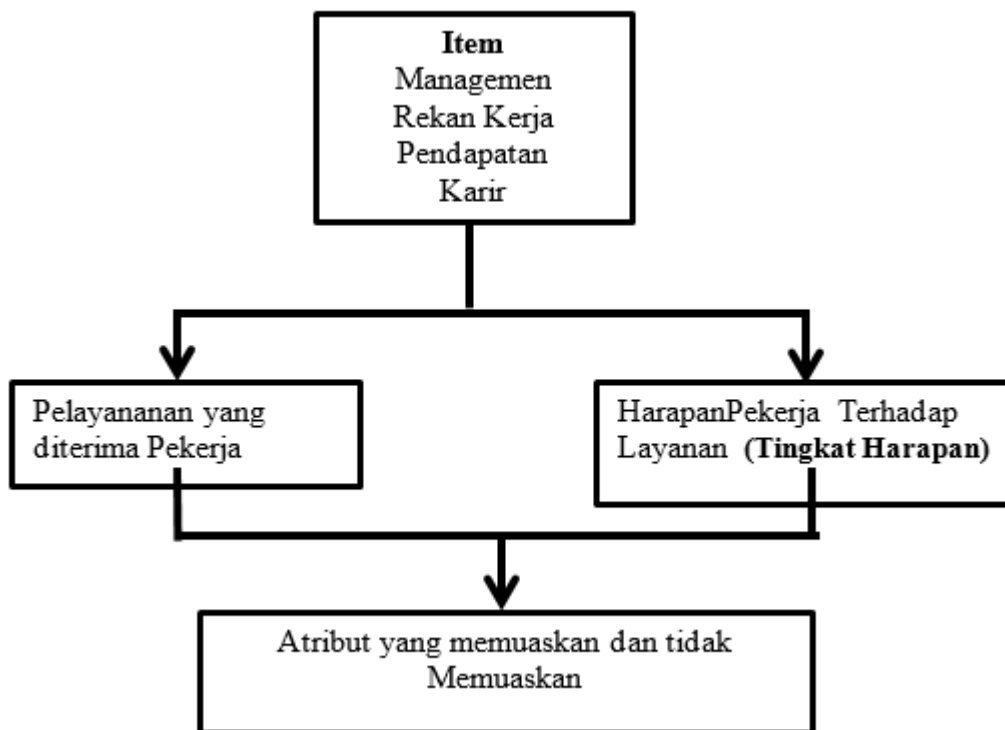 Item
Managemen
Rekan Kerja
Pendapatan
Karir
Pelayananan yang
diterima Pekerja
HarapanPekerja Terhadap
Layanan (Tingkat Harapan)
Atribut yang memuaskan dan tidak
Memuaskan